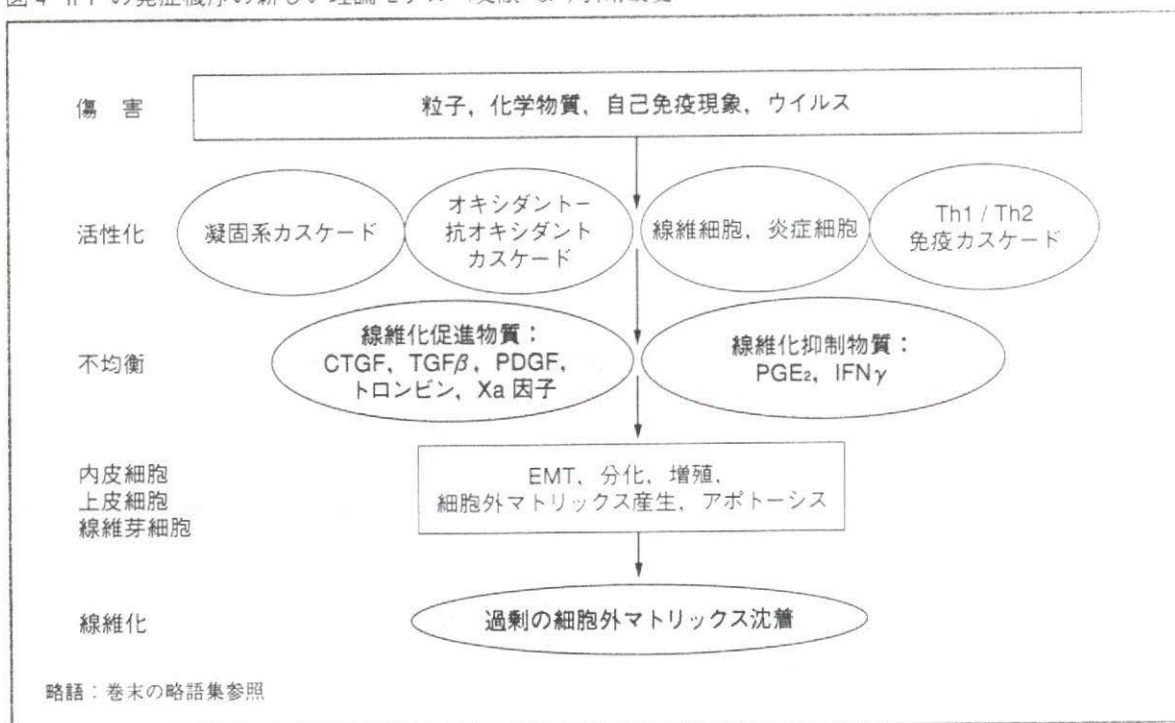 傷 害
粒子，化学物質，自己免疫現象，ウイルス
活性化
凝固系カスケード
オキシダント－
抗オキシダント
カスケード
線維細胞，炎症細胞
Th1 / Th2
免疫カスケード
不均衡
線維化促進物質：
CTGF，TGFβ，PDGF，
トロンビン，Xa 因子
線維化抑制物質：
PGE₂，IFNγ
内皮細胞
上皮細胞
線維芽細胞
EMT，分化，増殖，
細胞外マトリックス産生，アポトーシス
線維化
過剰の細胞外マトリックス沈着
略語：巻末の略語集参照